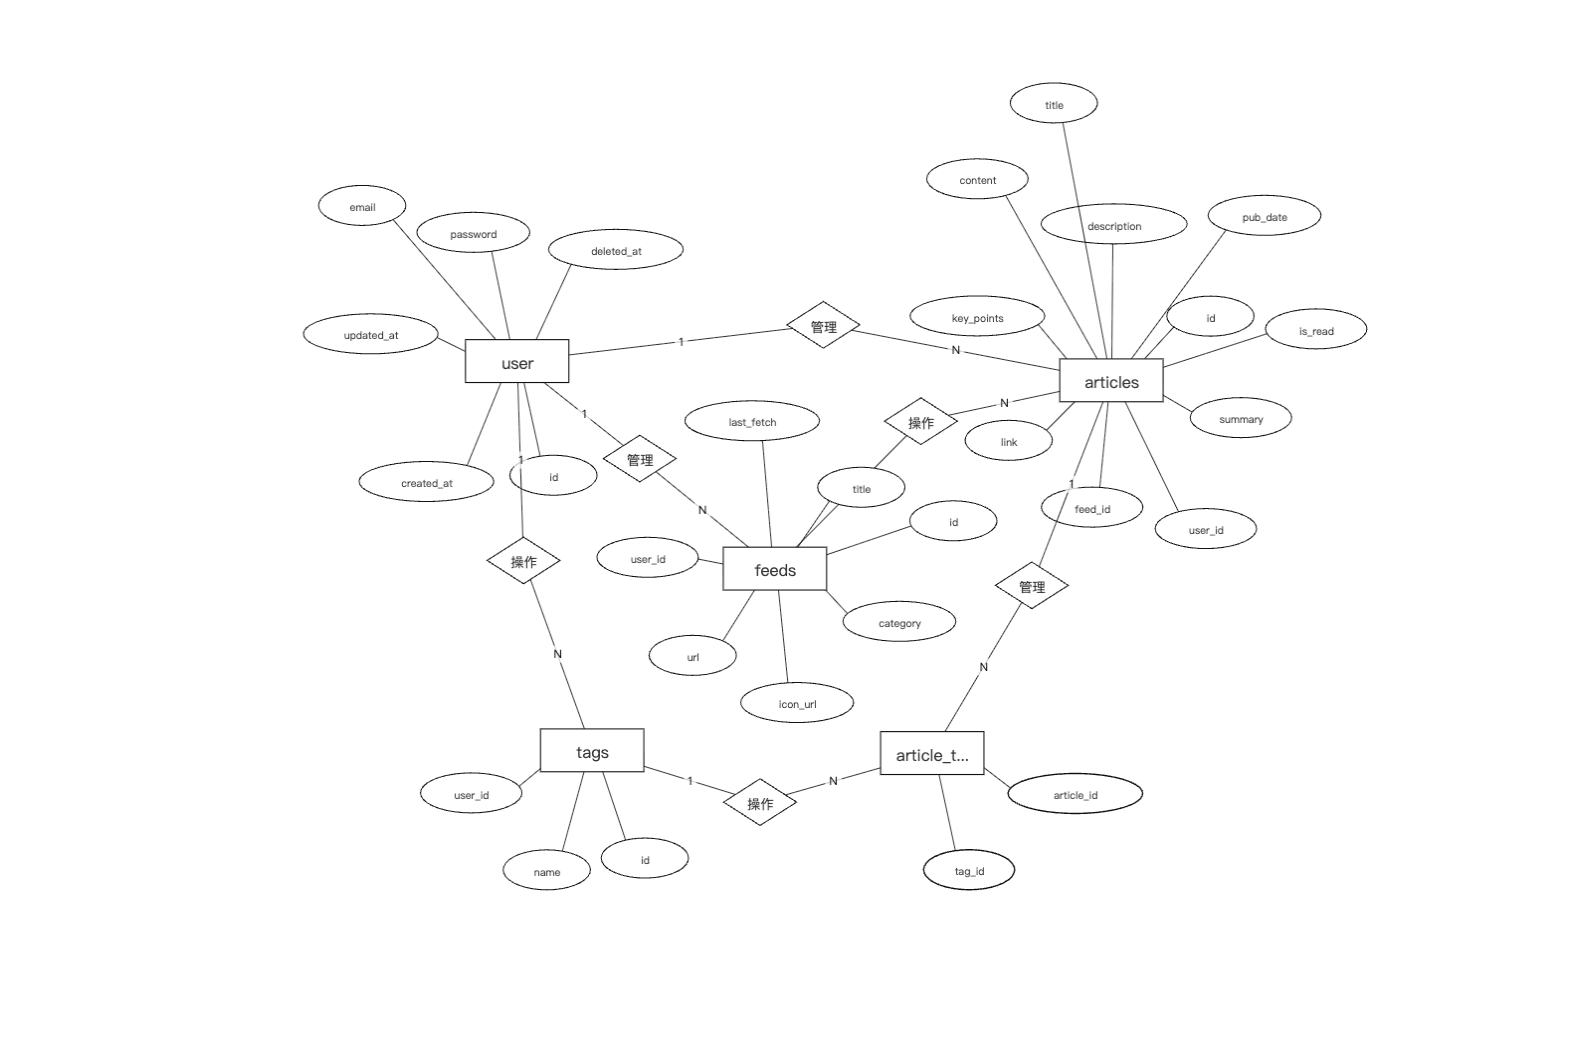 title
content
email
pub_date
description
password
deleted_at
key_points
id
管理
is_read
updated_at
1
N
user
articles
N
1
操作
summary
last_fetch
link
1
管理
id
created_at
1
title
feed_id
N
id
user_id
user_id
操作
feeds
管理
category
N
url
N
icon_url
tags
article_t...
1
N
user_id
操作
article_id
id
name
tag_id